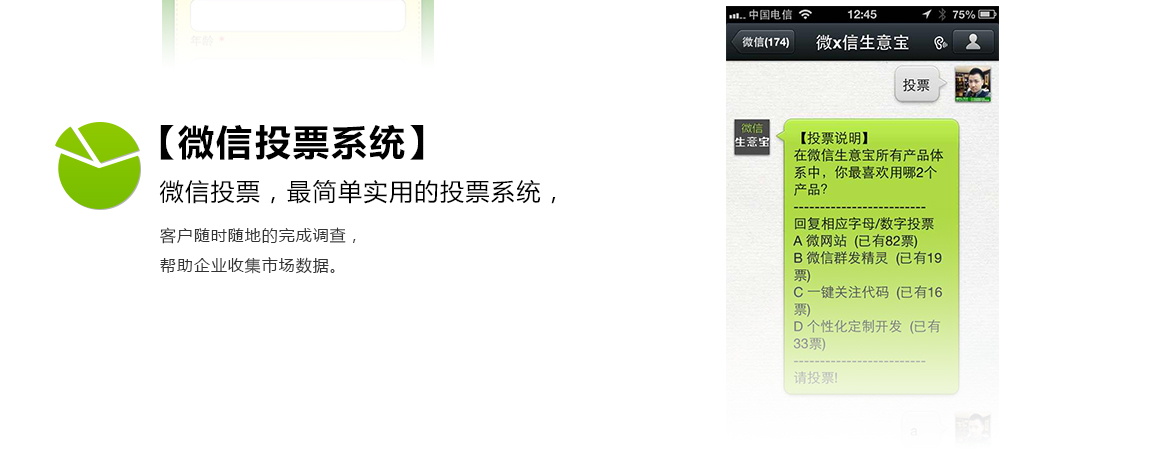 年龄 *
【微信投票系统】
微信投票，最简单实用的投票系统，
客户随时随地的完成调查，
帮助企业收集市场数据。
中国电信 12:45 75%
微信(174) 微x信生意宝
投票
微信
生意宝
【投票说明】
在微信生意宝所有产品体
系中，你最喜欢用哪2个
产品?
-------------------------
回复相应字母/数字投票
A 微网站 (已有82票)
B 微信群发精灵 (已有19
票)
C 一键关注代码 (已有16
票)
D 个性化定制开发 (已有
33票)
-------------------------
请投票!
a